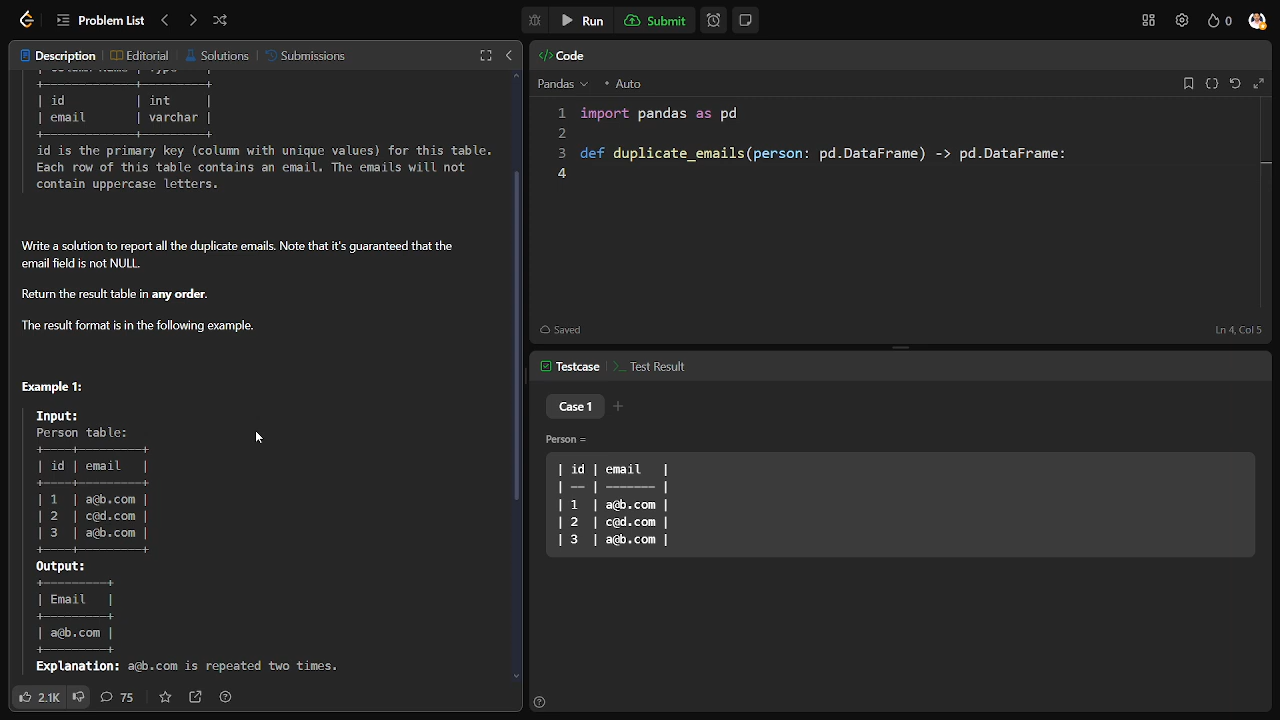 Problem List
Run
Submit
0
Description
Editorial
Solutions
Submissions
+-------------+---------+
| id | int |
| email | varchar |
+-------------+---------+
id is the primary key (column with unique values) for this table.
Each row of this table contains an email. The emails will not
contain uppercase letters.
Write a solution to report all the duplicate emails. Note that it's guaranteed that the
email field is not NULL.
Return the result table in any order.
The result format is in the following example.
Example 1:
Input:
Person table:
+----+---------+
| id | email |
+----+---------+
| 1 | a@b.com |
| 2 | c@d.com |
| 3 | a@b.com |
+----+---------+
Output:
+---------+
| Email |
+---------+
| a@b.com |
+---------+
Explanation: a@b.com is repeated two times.
2.1K
75
</> Code
Pandas
Auto
1 import pandas as pd
2
3 def duplicate_emails(person: pd.DataFrame) -> pd.DataFrame:
4
Saved
Ln 4, Col 5
Testcase
>_ Test Result
Case 1
+
Person =
| id | email |
| -- | ------- |
| 1 | a@b.com |
| 2 | c@d.com |
| 3 | a@b.com |